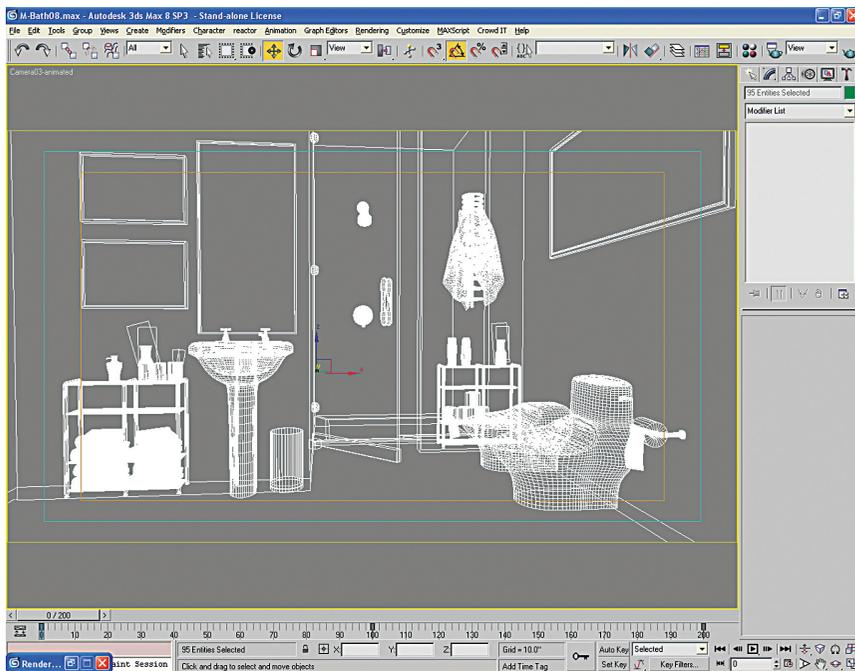 M-Bath08.max - Autodesk 3ds Max 8 SP3 - Stand-alone License
File Edit Tools Group Views Create Modifiers Character reactor Animation Graph Editors Rendering Customize MAXScript Crowd IT Help
All View View
Camera03-animated
95 Entities Selected
Modifier List
0 / 200
0 10 20 30 40 50 60 70 80 90 100 110 120 130 140 150 160 170 180 190 200
95 Entities Selected X: Y: Z: Grid = 10.0" Auto Key Selected
Render... aint Session Click and drag to select and move objects Add Time Tag Set Key Key Filters... 0